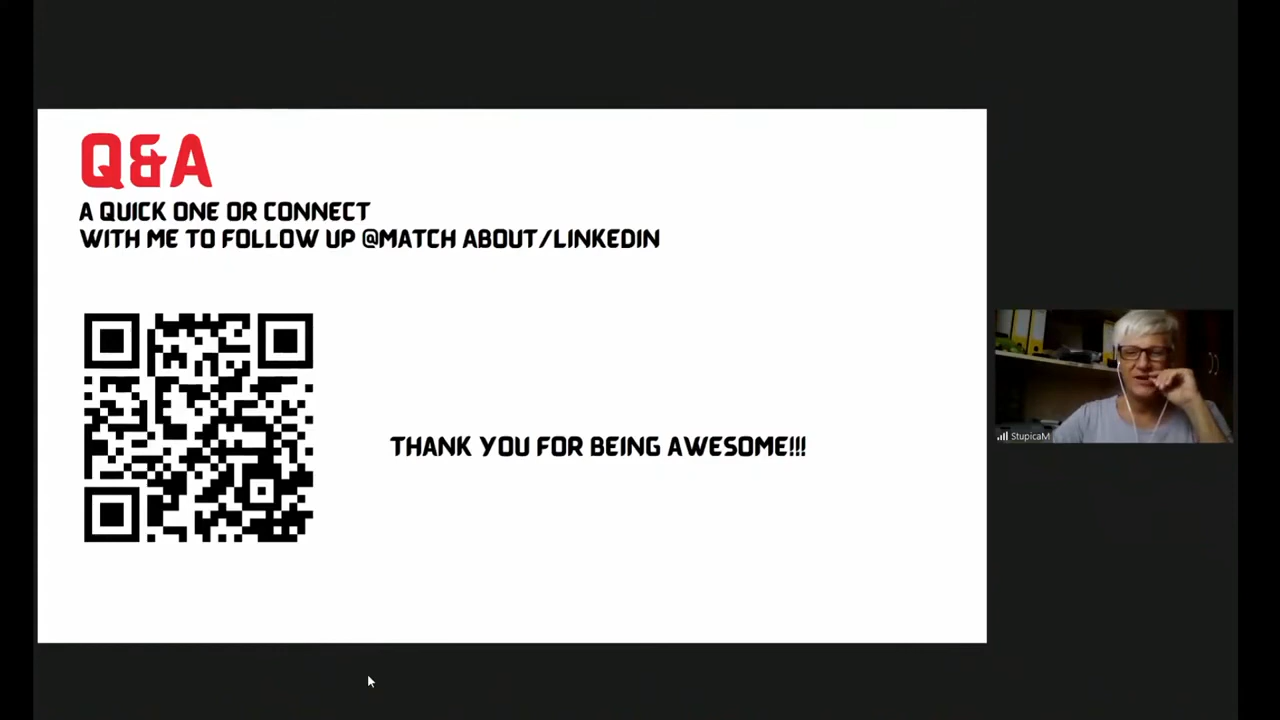 Q&A
A QUICK ONE OR CONNECT
WITH ME TO FOLLOW UP @MATCH ABOUT/LINKEDIN
THANK YOU FOR BEING AWESOME!!!
StupicaM